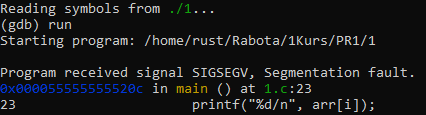 Reading symbols from ./1...
(gdb) run
Starting program: /home/rust/Rabota/1Kurs/PR1/1
Program received signal SIGSEGV, Segmentation fault.
0x000055555555520c in main () at 1.c:23
23 printf("%d/n", arr[i]);